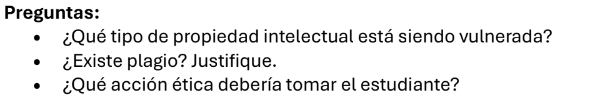 Preguntas:
• ¿Qué tipo de propiedad intelectual está siendo vulnerada?
• ¿Existe plagio? Justifique.
• ¿Qué acción ética debería tomar el estudiante?